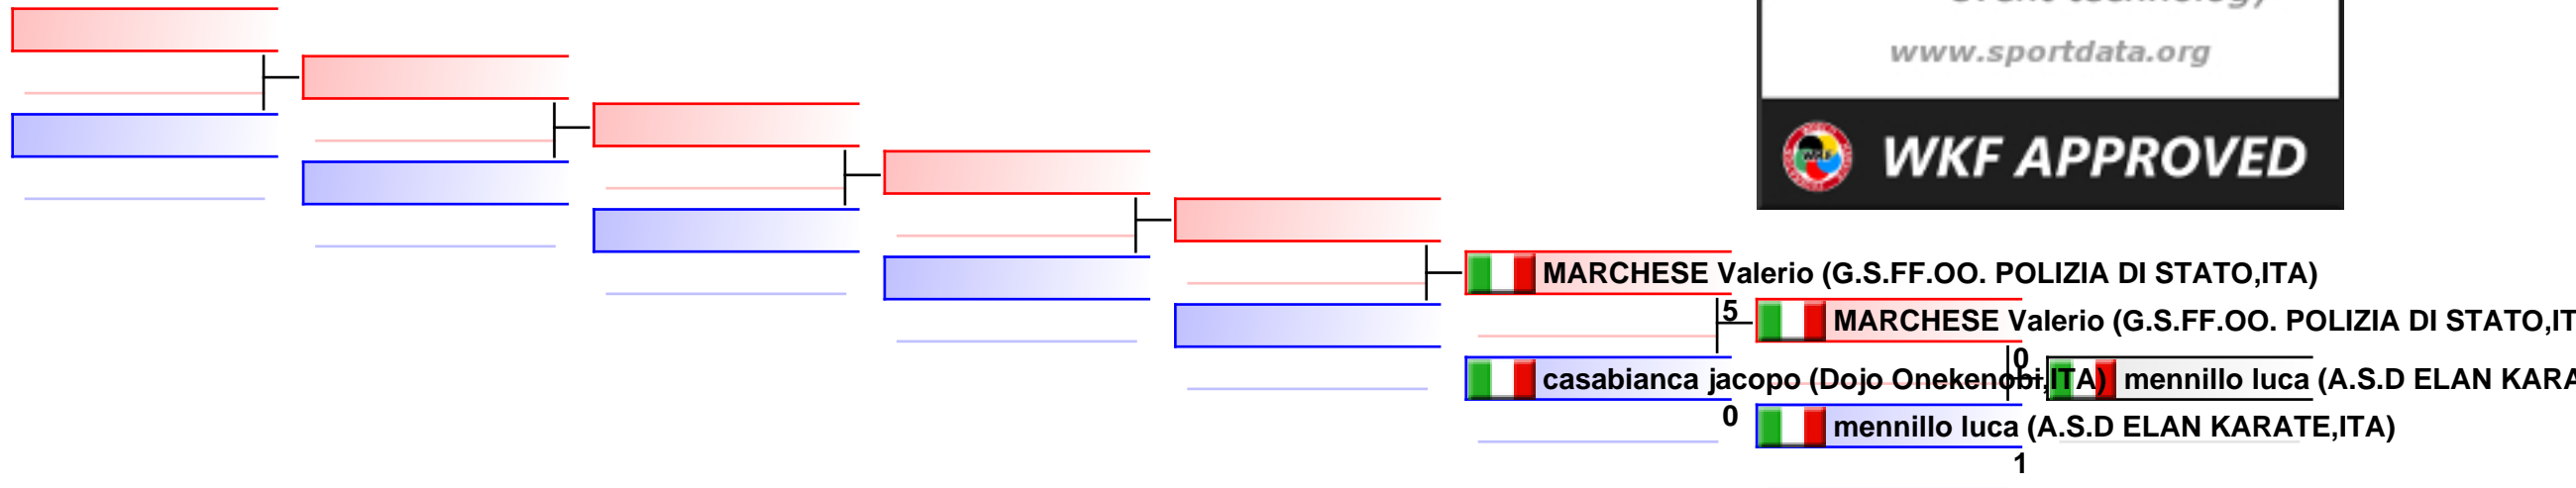 event technology
www.sportdata.org
WKF APPROVED
MARCHESE Valerio (G.S.FF.OO. POLIZIA DI STATO,ITA)
5
MARCHESE Valerio (G.S.FF.OO. POLIZIA DI STATO,IT
0
casabianca jacopo (Dojo Onekenobi,ITA)
mennillo luca (A.S.D ELAN KARA
0
mennillo luca (A.S.D ELAN KARATE,ITA)
1